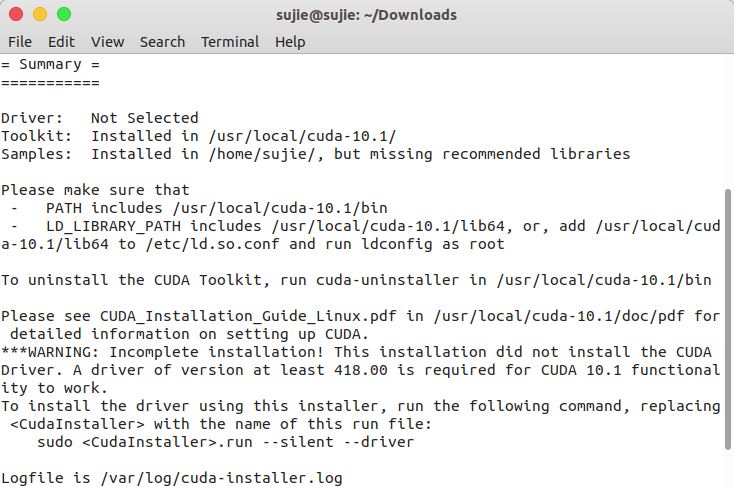 sujie@sujie: ~/Downloads
File Edit View Search Terminal Help
= Summary =
===========
Driver:   Not Selected
Toolkit:  Installed in /usr/local/cuda-10.1/
Samples:  Installed in /home/sujie/, but missing recommended libraries
Please make sure that
 -   PATH includes /usr/local/cuda-10.1/bin
 -   LD_LIBRARY_PATH includes /usr/local/cuda-10.1/lib64, or, add /usr/local/cud
a-10.1/lib64 to /etc/ld.so.conf and run ldconfig as root
To uninstall the CUDA Toolkit, run cuda-uninstaller in /usr/local/cuda-10.1/bin
Please see CUDA_Installation_Guide_Linux.pdf in /usr/local/cuda-10.1/doc/pdf for
 detailed information on setting up CUDA.
***WARNING: Incomplete installation! This installation did not install the CUDA
Driver. A driver of version at least 418.00 is required for CUDA 10.1 functional
ity to work.
To install the driver using this installer, run the following command, replacing
 <CudaInstaller> with the name of this run file:
    sudo <CudaInstaller>.run --silent --driver
Logfile is /var/log/cuda-installer.log